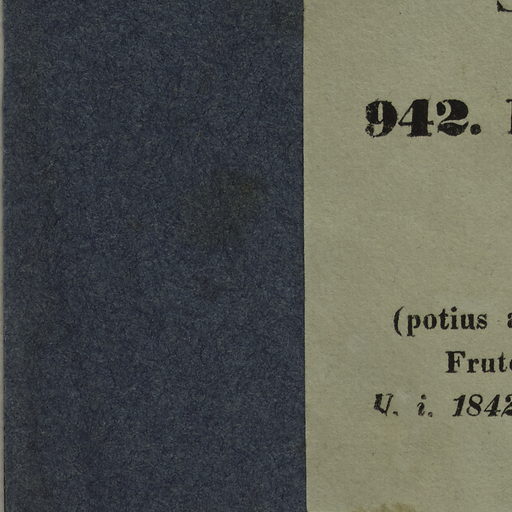 942.
(potius
Frut
U. i. 1842